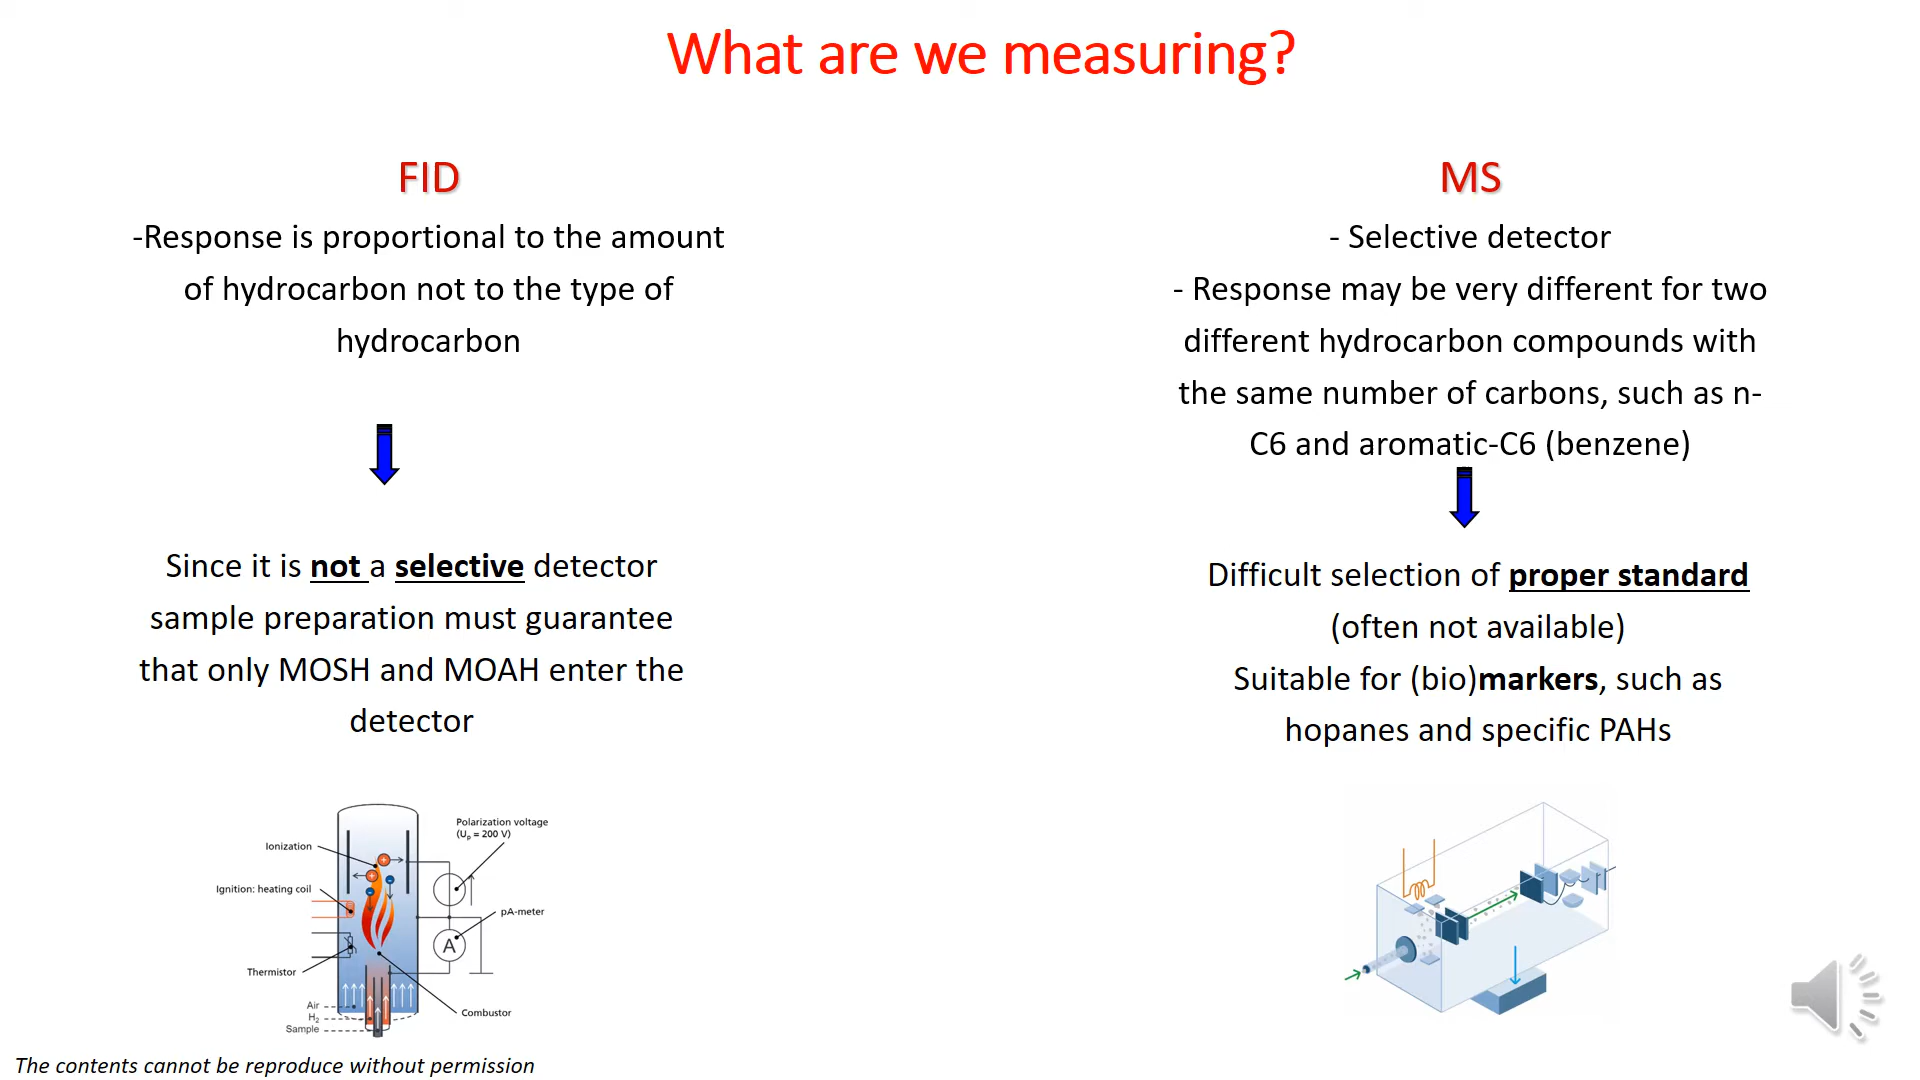 What are we measuring?
FID
-Response is proportional to the amount
of hydrocarbon not to the type of
hydrocarbon
Since it is not a selective detector
sample preparation must guarantee
that only MOSH and MOAH enter the
detector
Polarization voltage
(Up = 200 V)
Ionization
Ignition: heating coil
pA-meter
A
Thermistor
Air
H2
Sample
Combustor
MS
- Selective detector
- Response may be very different for two
different hydrocarbon compounds with
the same number of carbons, such as n-
C6 and aromatic-C6 (benzene)
Difficult selection of proper standard
(often not available)
Suitable for (bio)markers, such as
hopanes and specific PAHs
The contents cannot be reproduce without permission